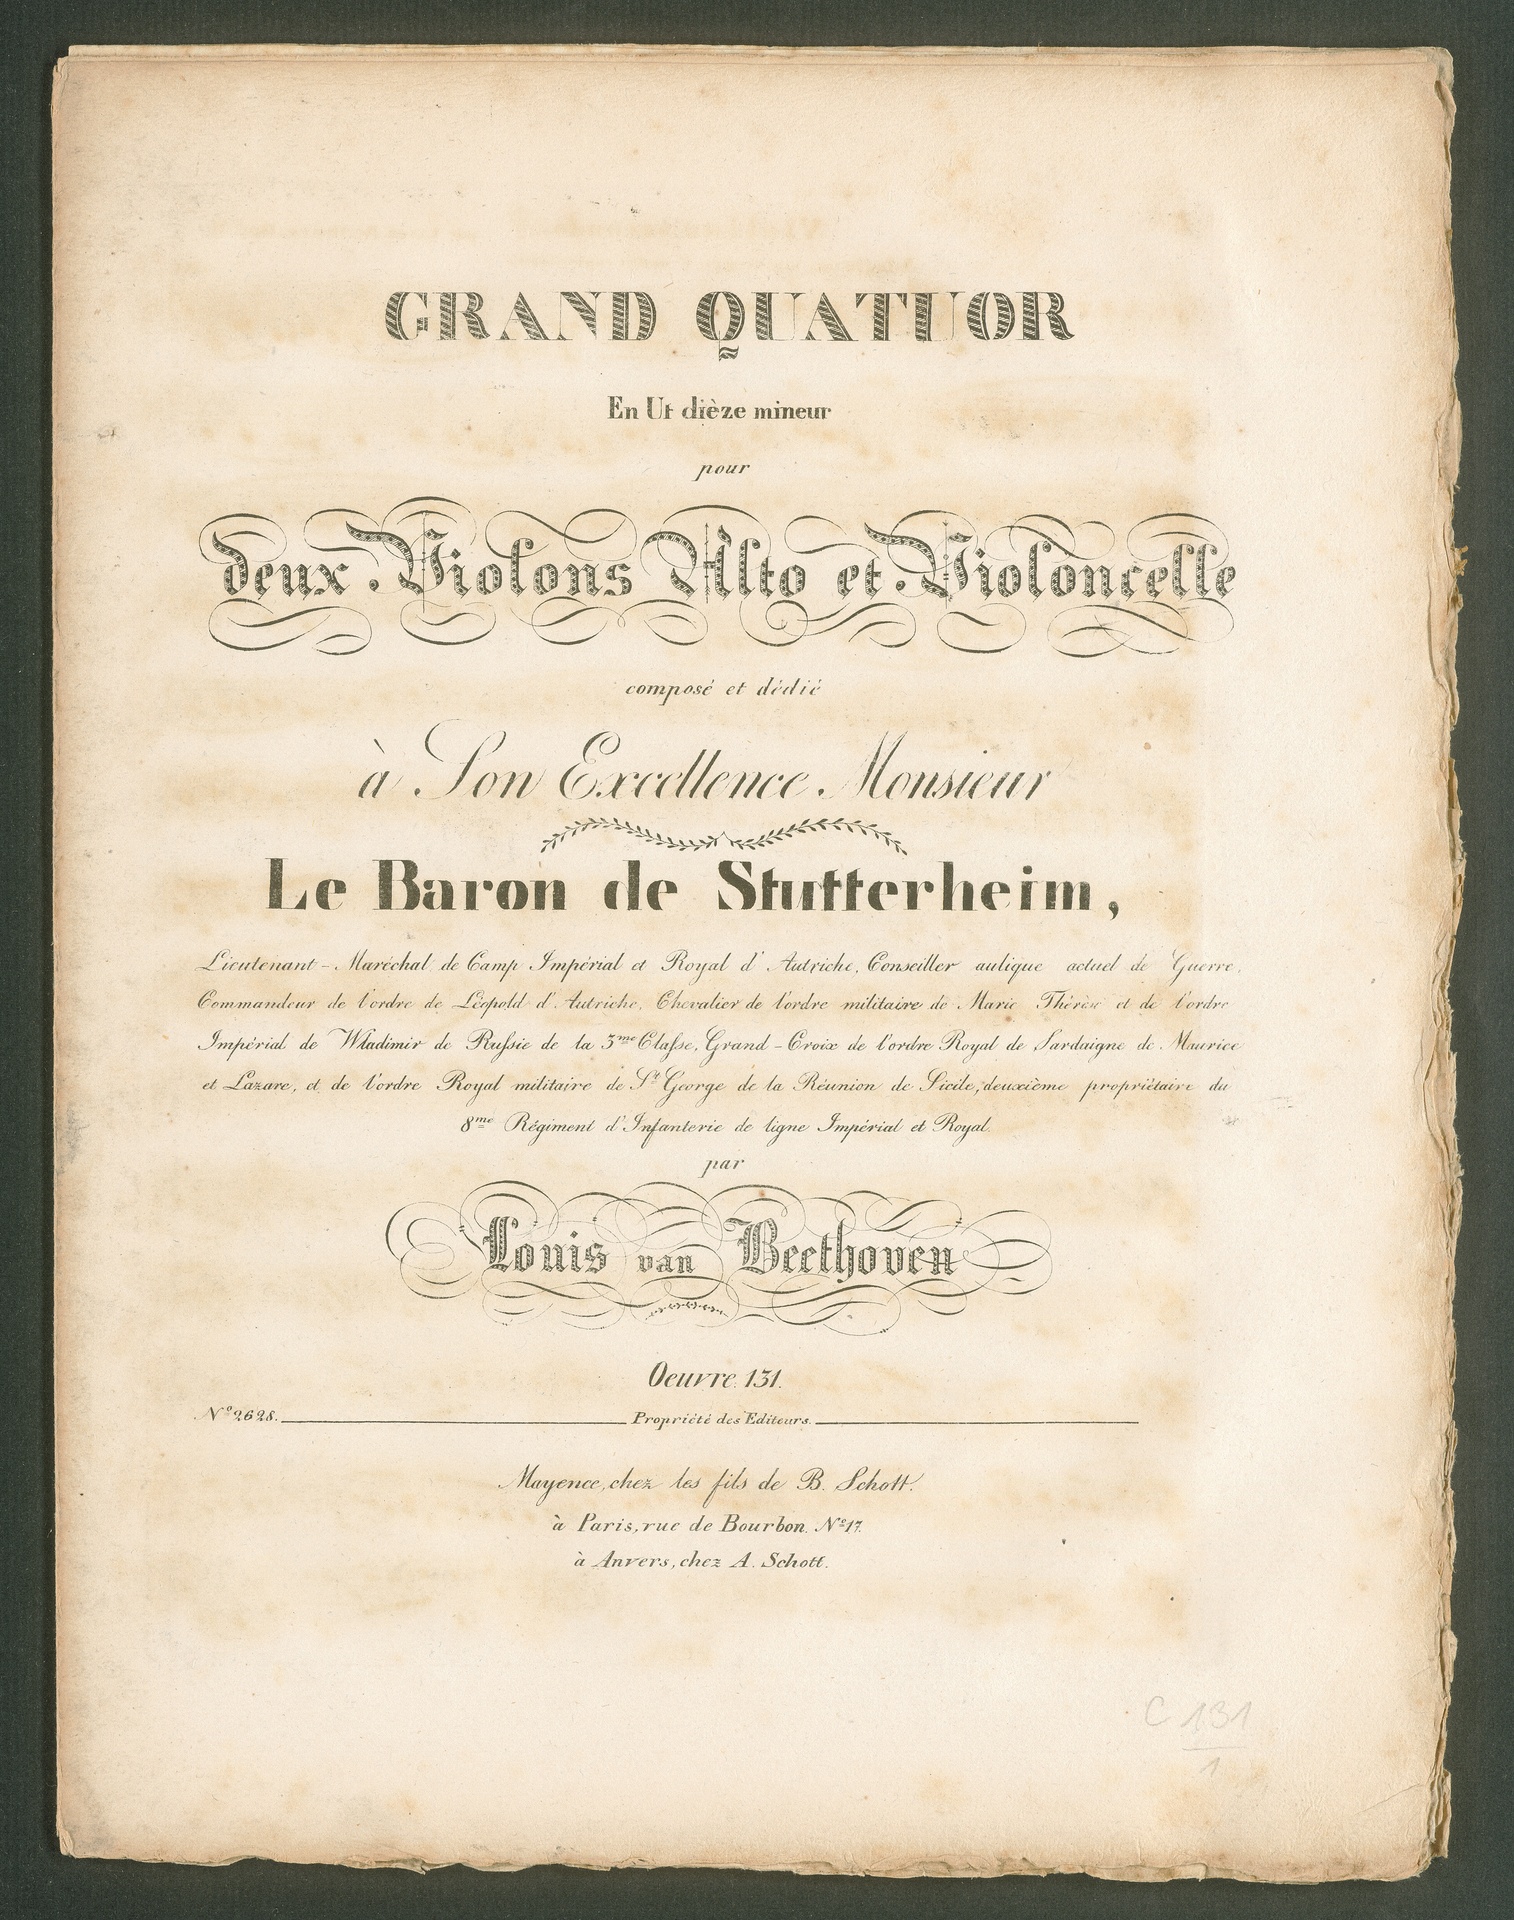 GRAND QUATUOR
En Ut dièze mineur
pour
deux Violons Alto et Violoncelle
composé et dédié
à Son Excellence Monsieur
Le Baron de Stutterheim,
Lieutenant-Maréchal de Camp Impérial et Royal d'Autriche, Conseiller aulique actuel de Guerre,
Commandeur de l'ordre de Léopold d'Autriche, Chevalier de l'ordre militaire de Marie Thérèse et de l'ordre
Impérial de Wladimir de Rußie de la 3me Claſse, Grand-Croix de l'ordre Royal de Sardaigne de Maurice
et Lazare, et de l'ordre Royal militaire de St. George de la Réunion de Sicile, deuxième propriétaire du
8me Régiment d'Infanterie de ligne Impérial et Royal.
par
Louis van Beethoven
Oeuvre 131.
No 2628. Propriété des Editeurs.
Mayence, chez les fils de B. Schott.
à Paris, rue de Bourbon. No 17.
à Anvers, chez A. Schott.
C 131
1